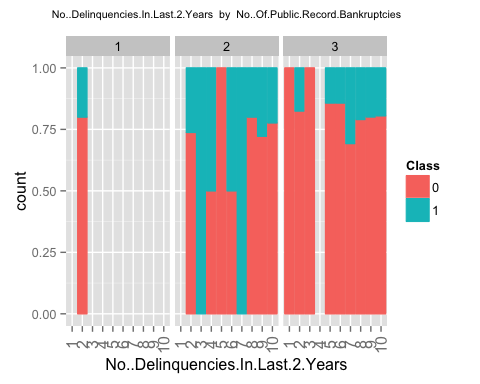 No..Delinquencies.In.Last.2.Years by No..Of.Public.Record.Bankruptcies
1 2 3
1.00
0.75
0.50
0.25
0.00
count
1 2 3 4 5 6 7 8 9 10 1 2 3 4 5 6 7 8 9 10 1 2 3 4 5 6 7 8 9 10
No..Delinquencies.In.Last.2.Years
Class
0
1